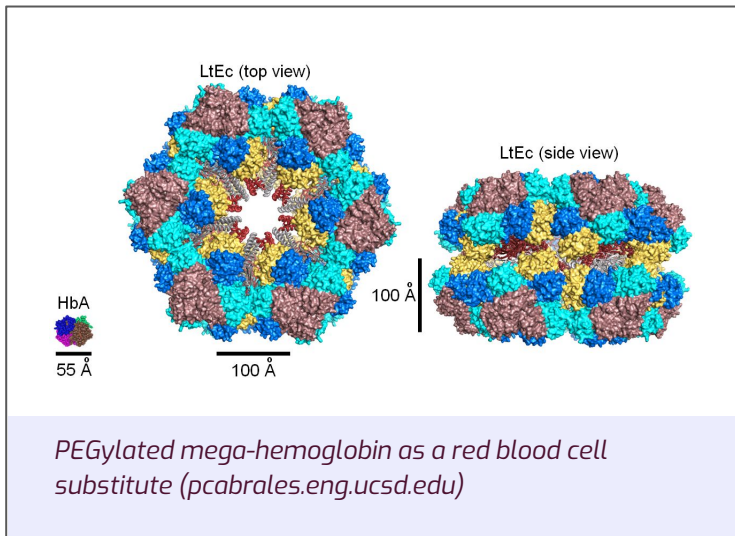 LtEc (top view)
LtEc (side view)
HbA
55 Å
100 Å
100 Å
PEGylated mega-hemoglobin as a red blood cell
substitute (pcabrales.eng.ucsd.edu)